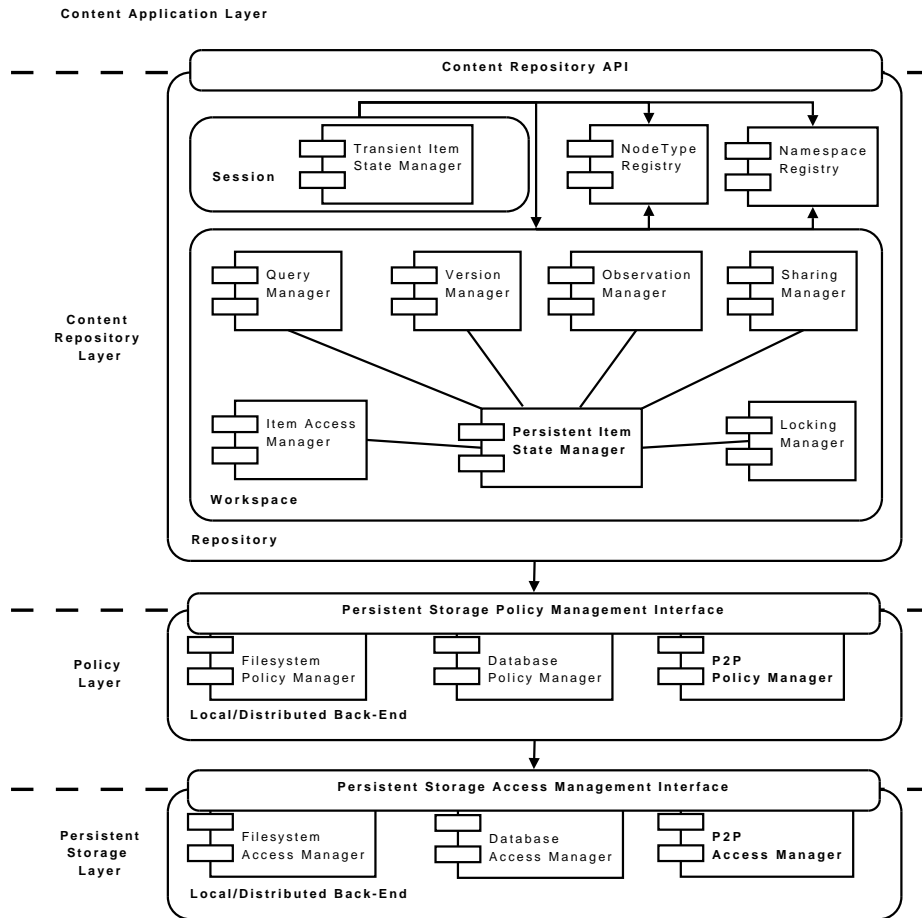 Content Application Layer
Content Repository API
Transient Item
State Manager
Session
NodeType
Registry
Namespace
Registry
Query
Manager
Version
Manager
Observation
Manager
Sharing
Manager
Content
Repository
Layer
Item Access
Manager
Persistent Item
State Manager
Locking
Manager
Workspace
Repository
Persistent Storage Policy Management Interface
Policy
Layer
Filesystem
Policy Manager
Database
Policy Manager
P2P
Policy Manager
Local/Distributed Back-End
Persistent Storage Access Management Interface
Persistent
Storage
Layer
Filesystem
Access Manager
Database
Access Manager
P2P
Access Manager
Local/Distributed Back-End